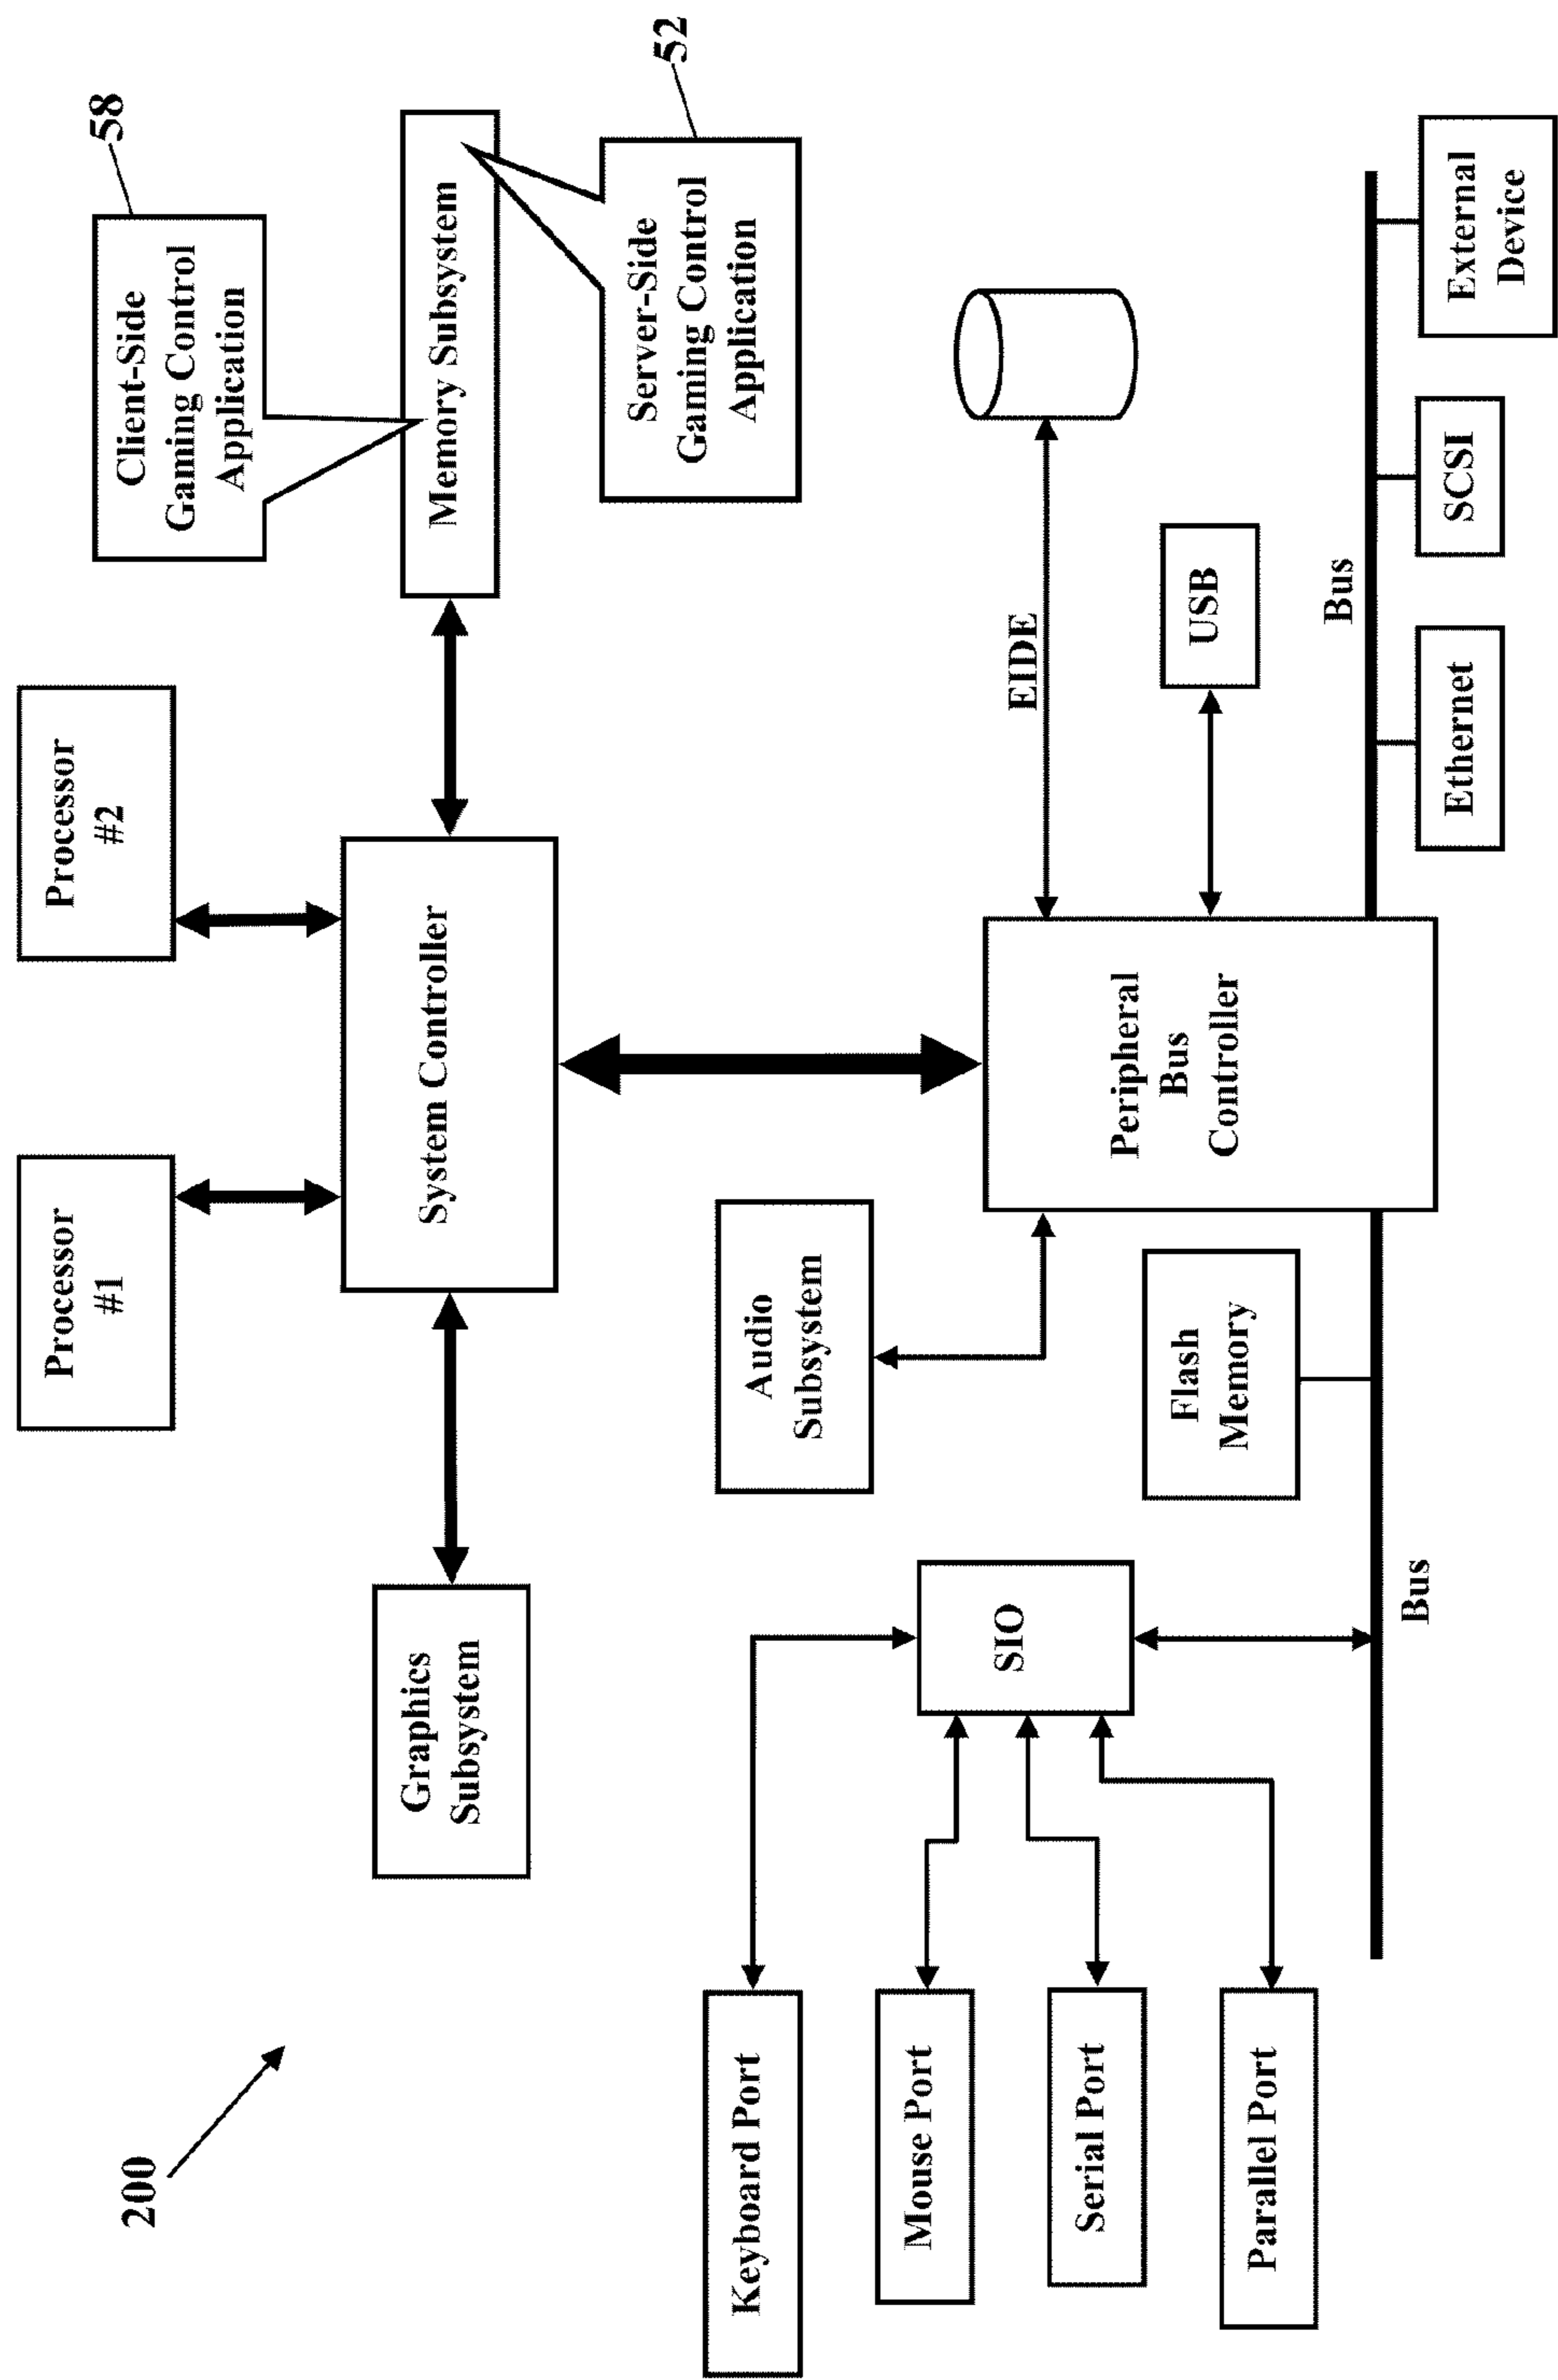 200
Processor
#1
Processor
#2
58
Client-Side
Gaming Control
Application
Graphics
Subsystem
System Controller
Memory Subsystem
52
Server-Side
Gaming Control
Application
Keyboard Port
Mouse Port
Serial Port
Parallel Port
SIO
Audio
Subsystem
Flash
Memory
Bus
Peripheral
Bus
Controller
EIDE
USB
Bus
Ethernet
SCSI
External
Device